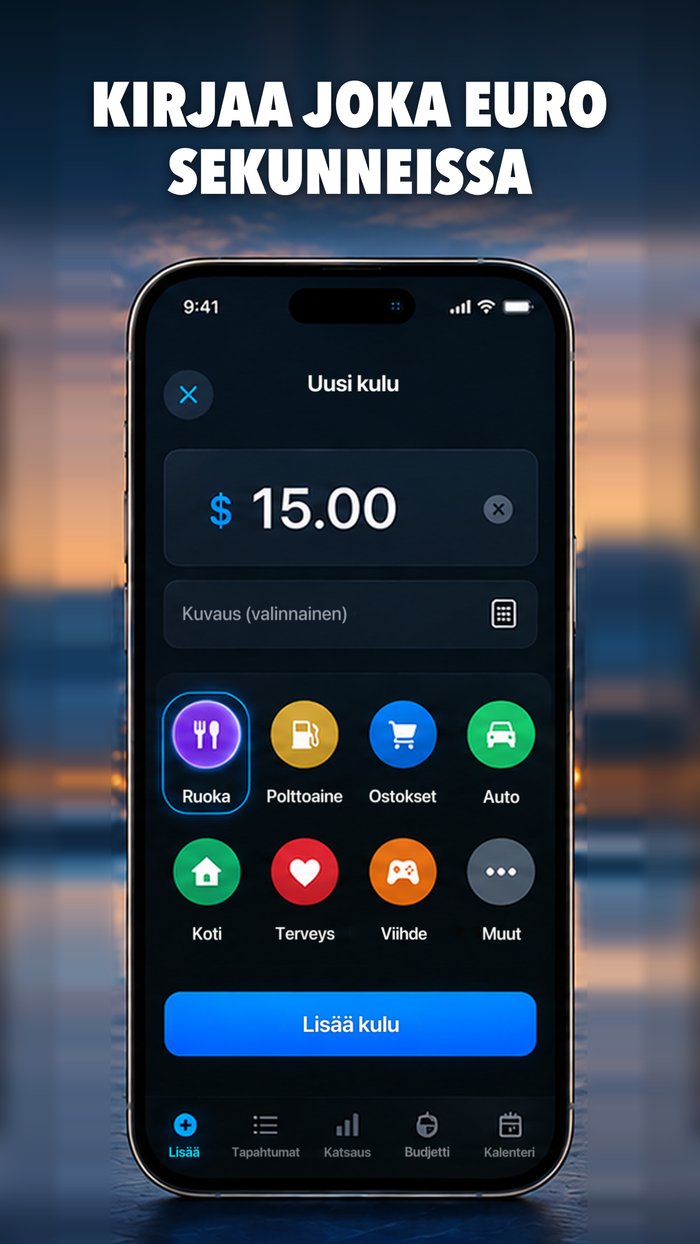 KIRJAA JOKA EURO
SEKUNNEISSA
9:41
Uusi kulu
$ 15.00
Kuvaus (valinnainen)
Ruoka Polttoaine Ostokset Auto
Koti Terveys Viihde Muut
Lisää kulu
Lisää Tapahtumat Katsaus Budjetti Kalenteri